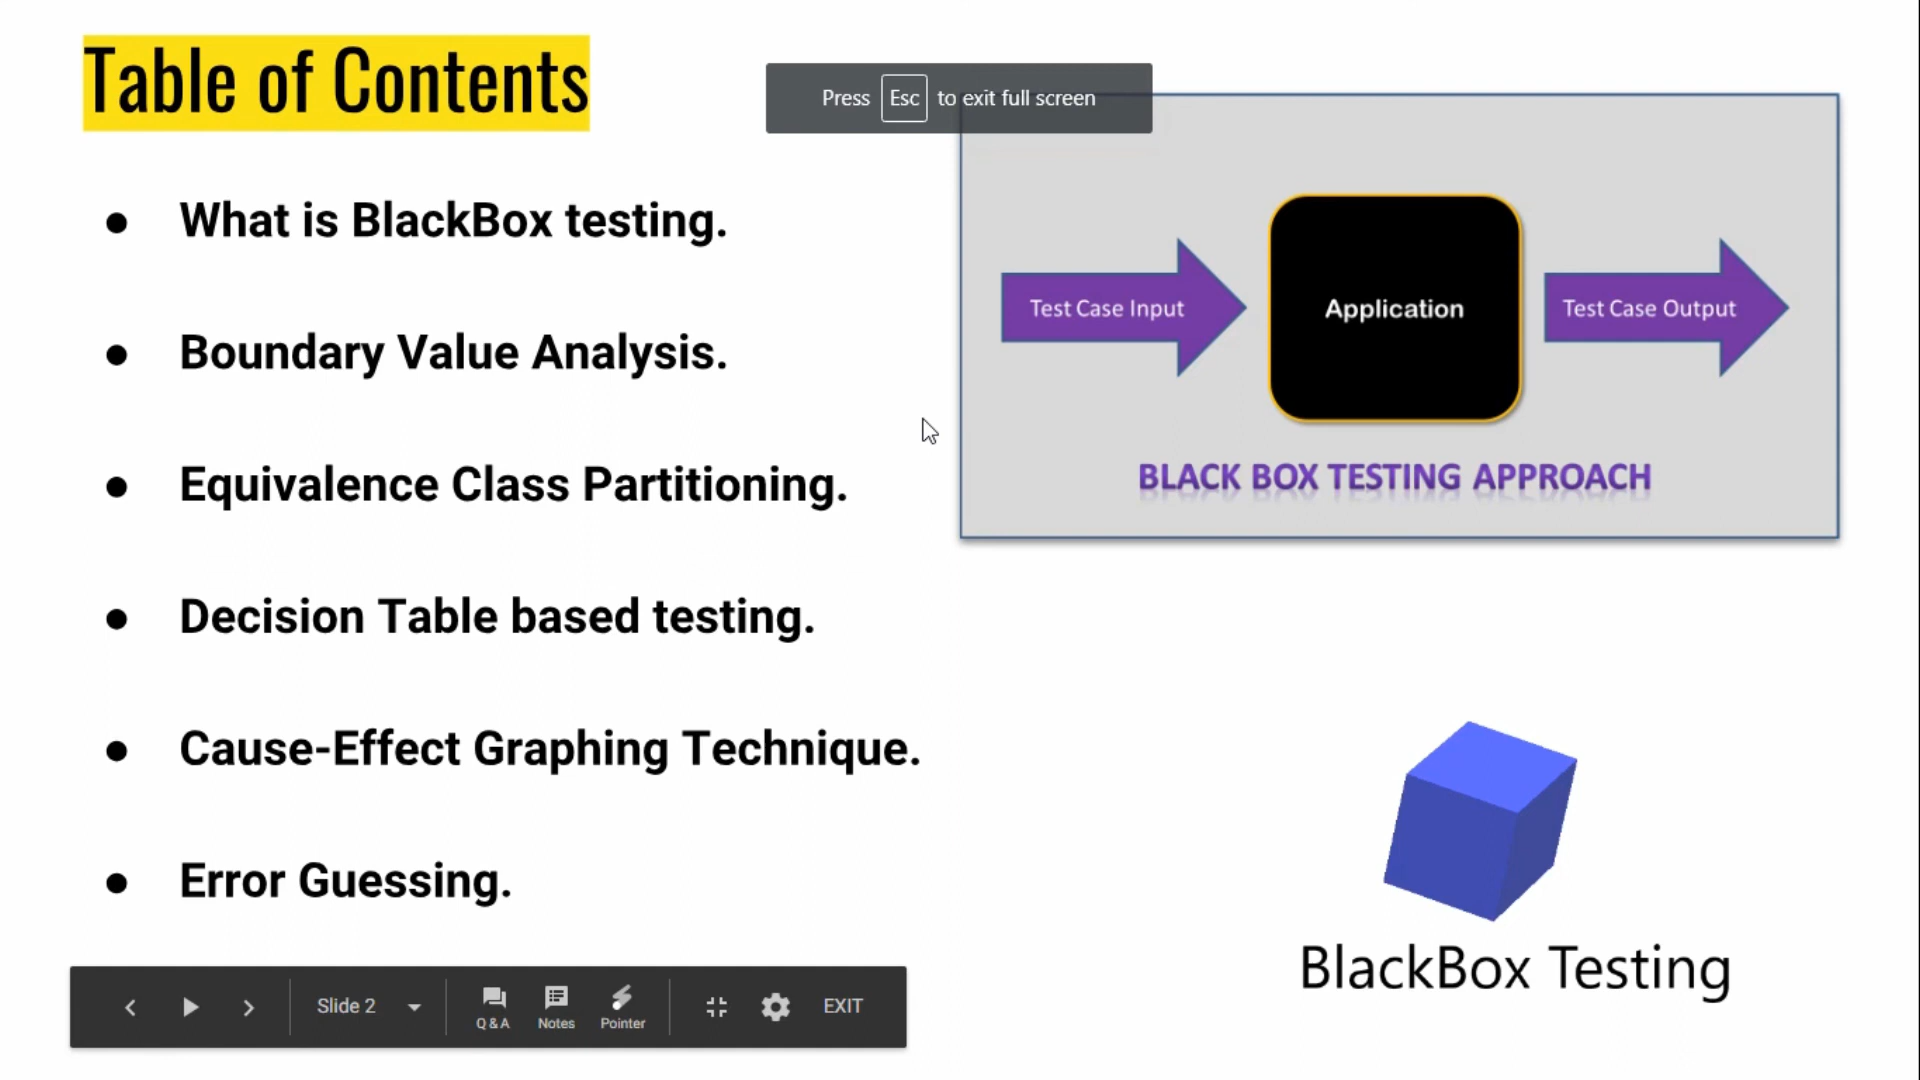 Table of Contents
Press Esc to exit full screen
● What is BlackBox testing.
● Boundary Value Analysis.
● Equivalence Class Partitioning.
● Decision Table based testing.
● Cause-Effect Graphing Technique.
● Error Guessing.
Test Case Input
Application
Test Case Output
BLACK BOX TESTING APPROACH
BlackBox Testing
Slide 2
Q & A
Notes
Pointer
EXIT